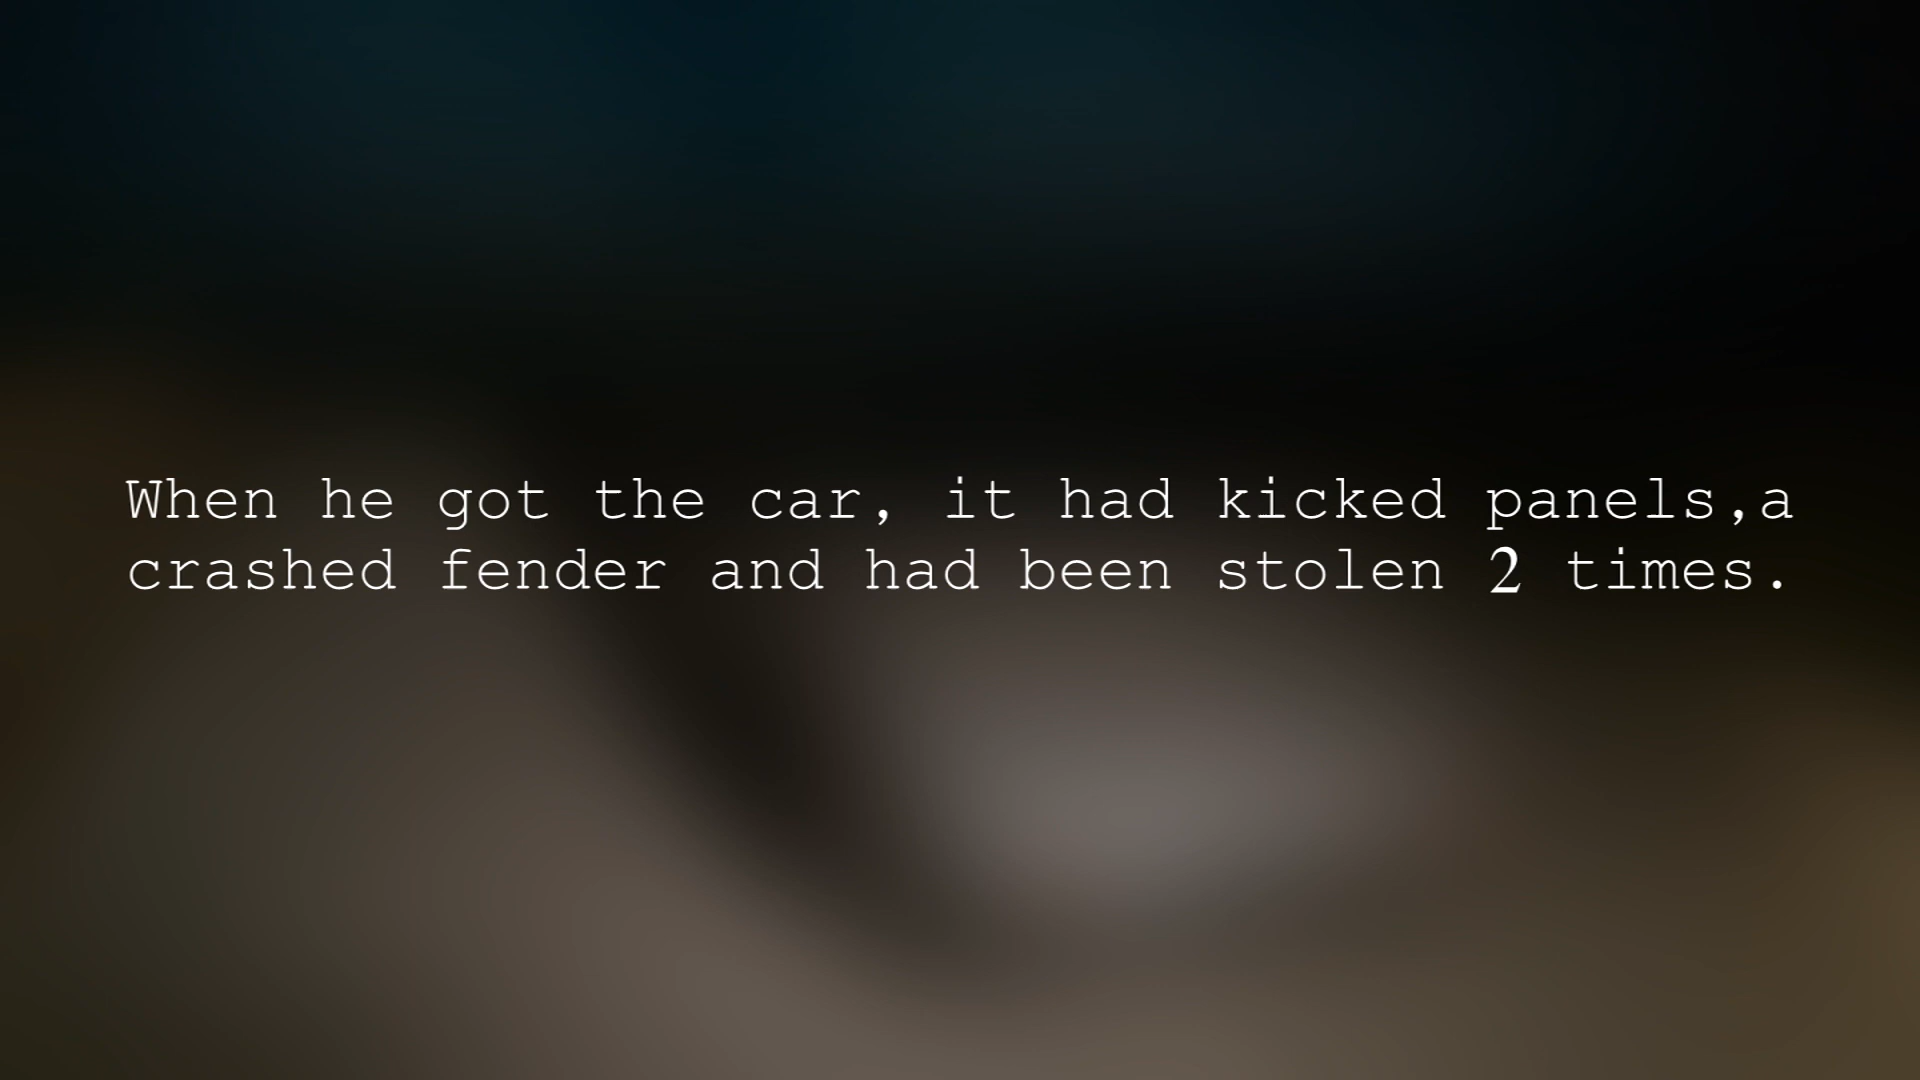 When he got the car, it had kicked panels,a
crashed fender and had been stolen 2 times.